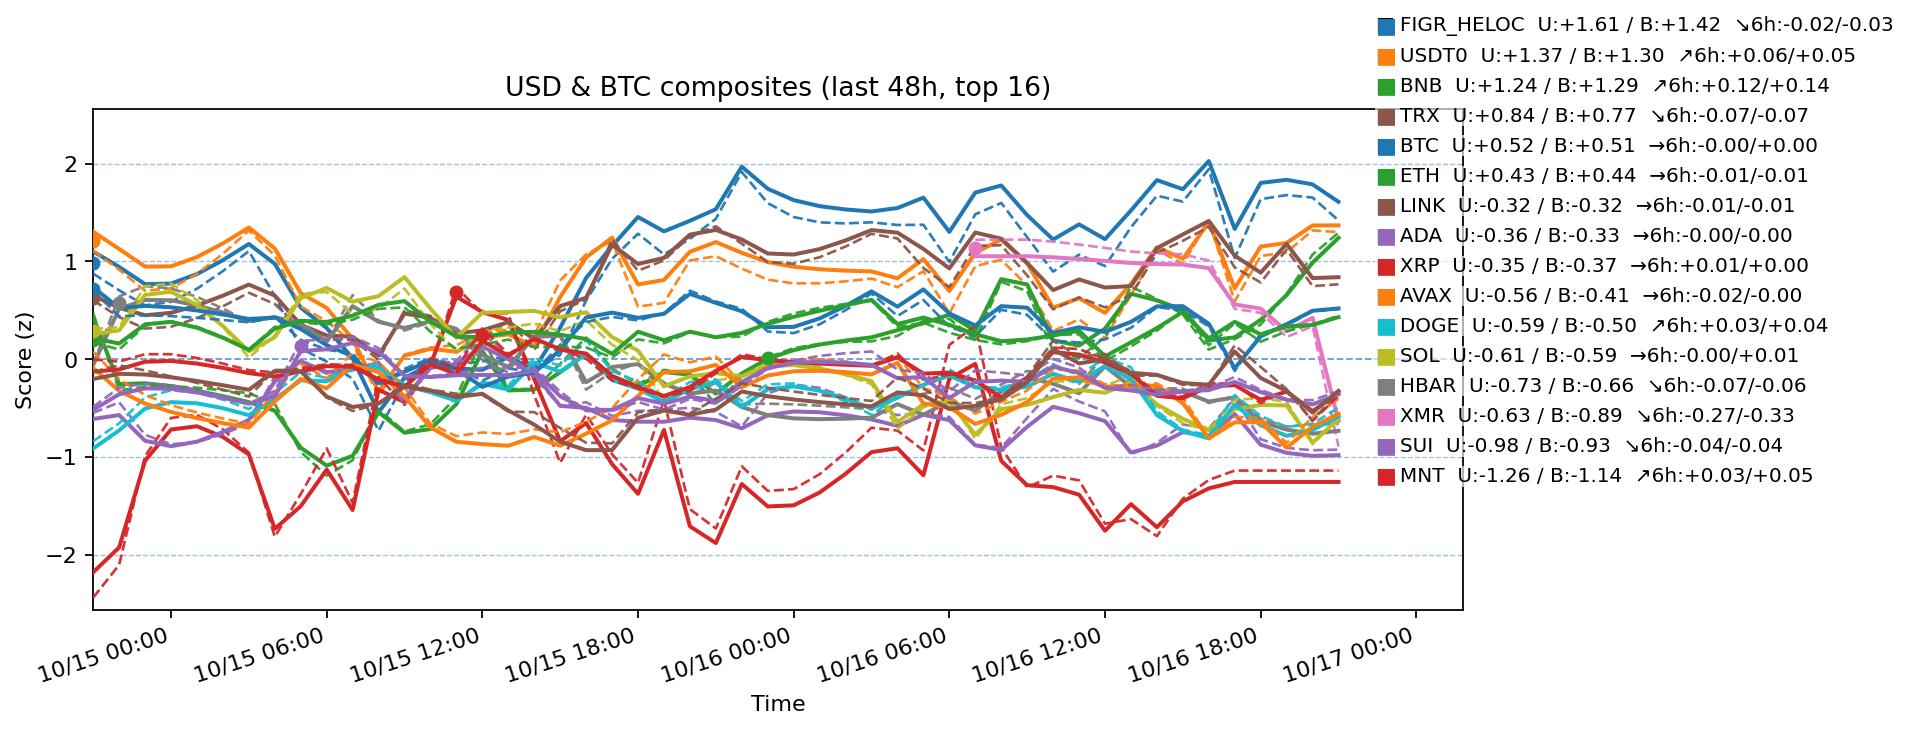 FIGR_HELOC U:+1.61 / B:+1.42 ↘6h:-0.02/-0.03
USDT0 U:+1.37 / B:+1.30 ↗6h:+0.06/+0.05
USD & BTC composites (last 48h, top 16)
BNB U:+1.24 / B:+1.29 ↗6h:+0.12/+0.14
TRX U:+0.84 / B:+0.77 ↘6h:-0.07/-0.07
BTC U:+0.52 / B:+0.51 →6h:-0.00/+0.00
ETH U:+0.43 / B:+0.44 →6h:-0.01/-0.01
LINK U:-0.32 / B:-0.32 →6h:-0.01/-0.01
ADA U:-0.36 / B:-0.33 →6h:-0.00/-0.00
XRP U:-0.35 / B:-0.37 →6h:+0.01/+0.00
AVAX U:-0.56 / B:-0.41 →6h:-0.02/-0.00
DOGE U:-0.59 / B:-0.50 ↗6h:+0.03/+0.04
SOL U:-0.61 / B:-0.59 →6h:-0.00/+0.01
HBAR U:-0.73 / B:-0.66 ↘6h:-0.07/-0.06
XMR U:-0.63 / B:-0.89 ↘6h:-0.27/-0.33
SUI U:-0.98 / B:-0.93 ↘6h:-0.04/-0.04
MNT U:-1.26 / B:-1.14 ↗6h:+0.03/+0.05
2
1
0
−1
−2
Score (z)
10/15 00:00
10/15 06:00
10/15 12:00
10/15 18:00
10/16 00:00
10/16 06:00
10/16 12:00
10/16 18:00
10/17 00:00
Time